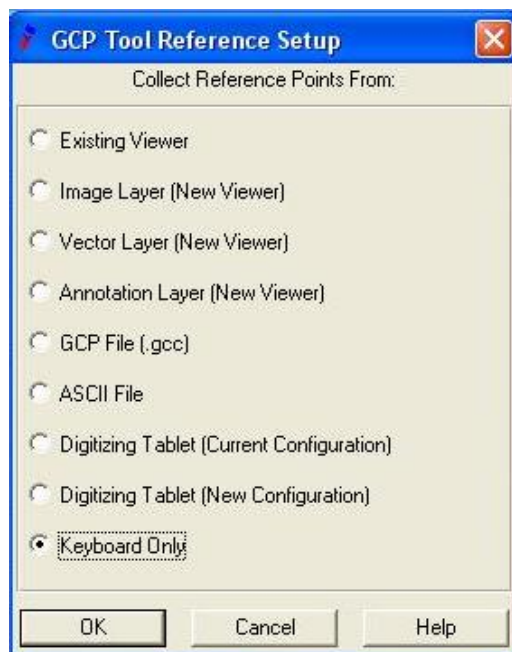 GCP Tool Reference Setup
Collect Reference Points From:
Existing Viewer
Image Layer (New Viewer)
Vector Layer (New Viewer)
Annotation Layer (New Viewer)
GCP File (.gcc)
ASCII File
Digitizing Tablet (Current Configuration)
Digitizing Tablet (New Configuration)
Keyboard Only
OK Cancel Help